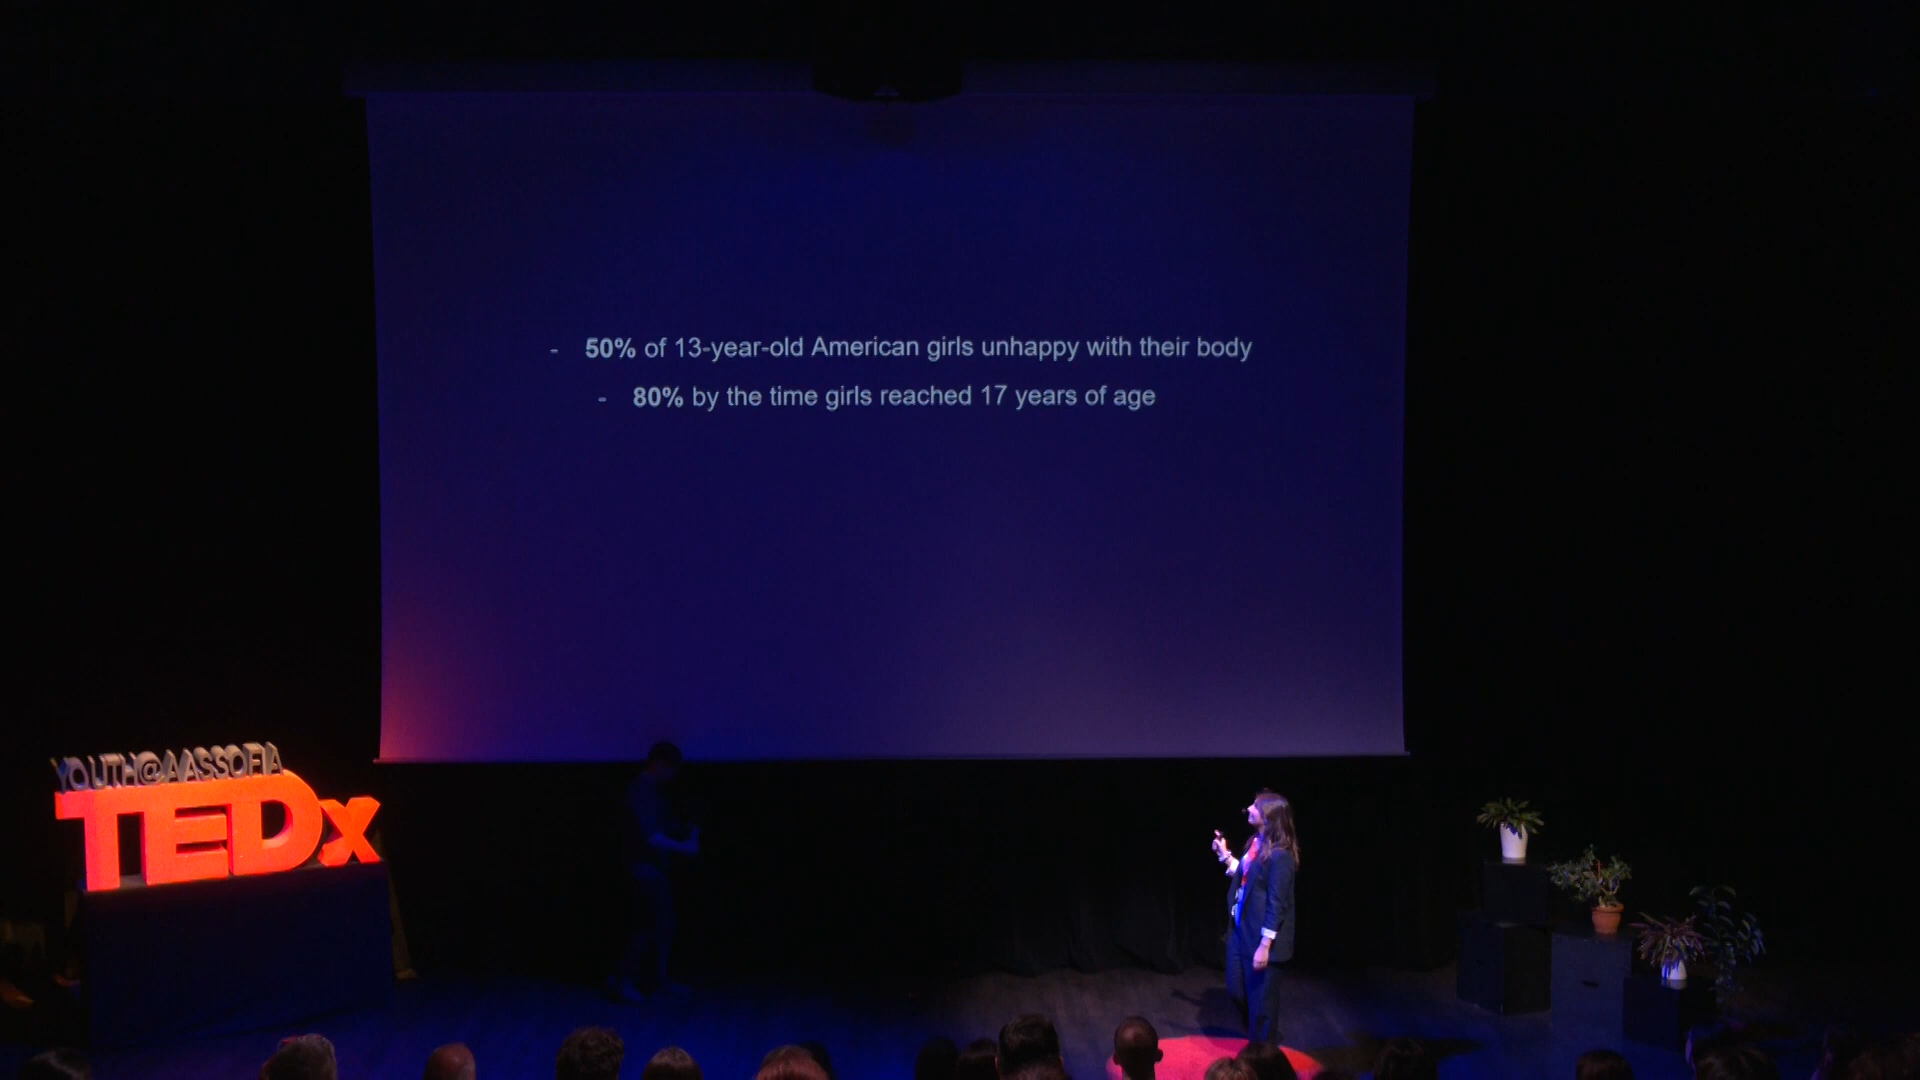 - 50% of 13-year-old American girls unhappy with their body
- 80% by the time girls reached 17 years of age
YOUTH@AASSOFIA
TEDx